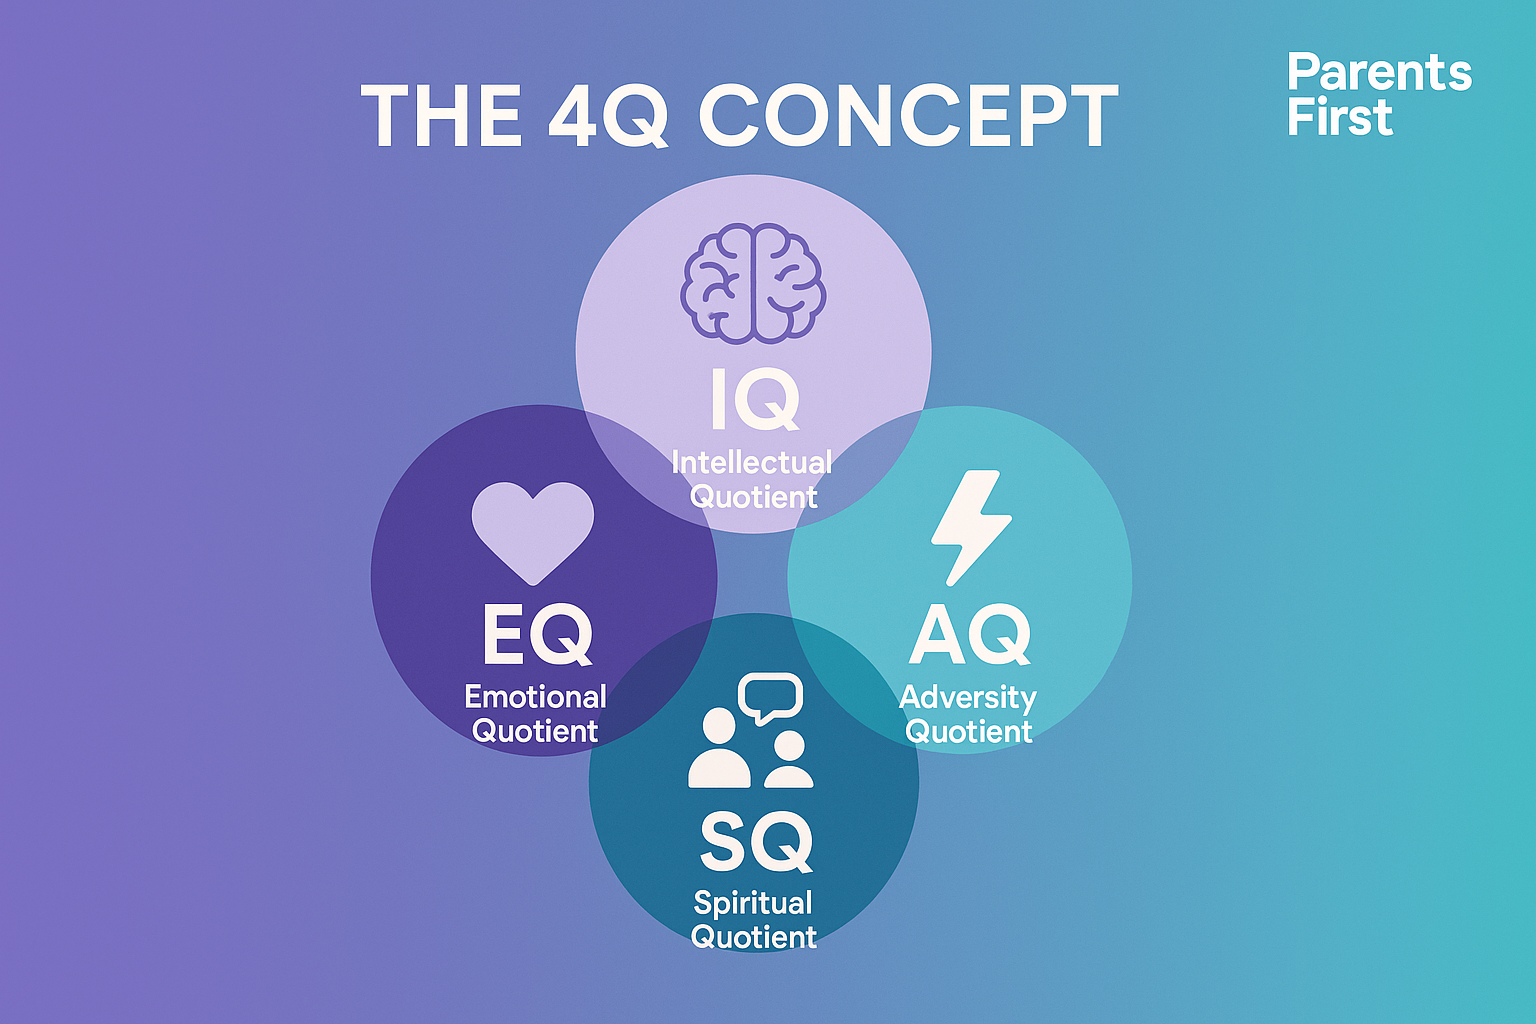 THE 4Q CONCEPT
Parents
First
IQ
Intellectual
Quotient
EQ
Emotional
Quotient
AQ
Adversity
Quotient
SQ
Spiritual
Quotient